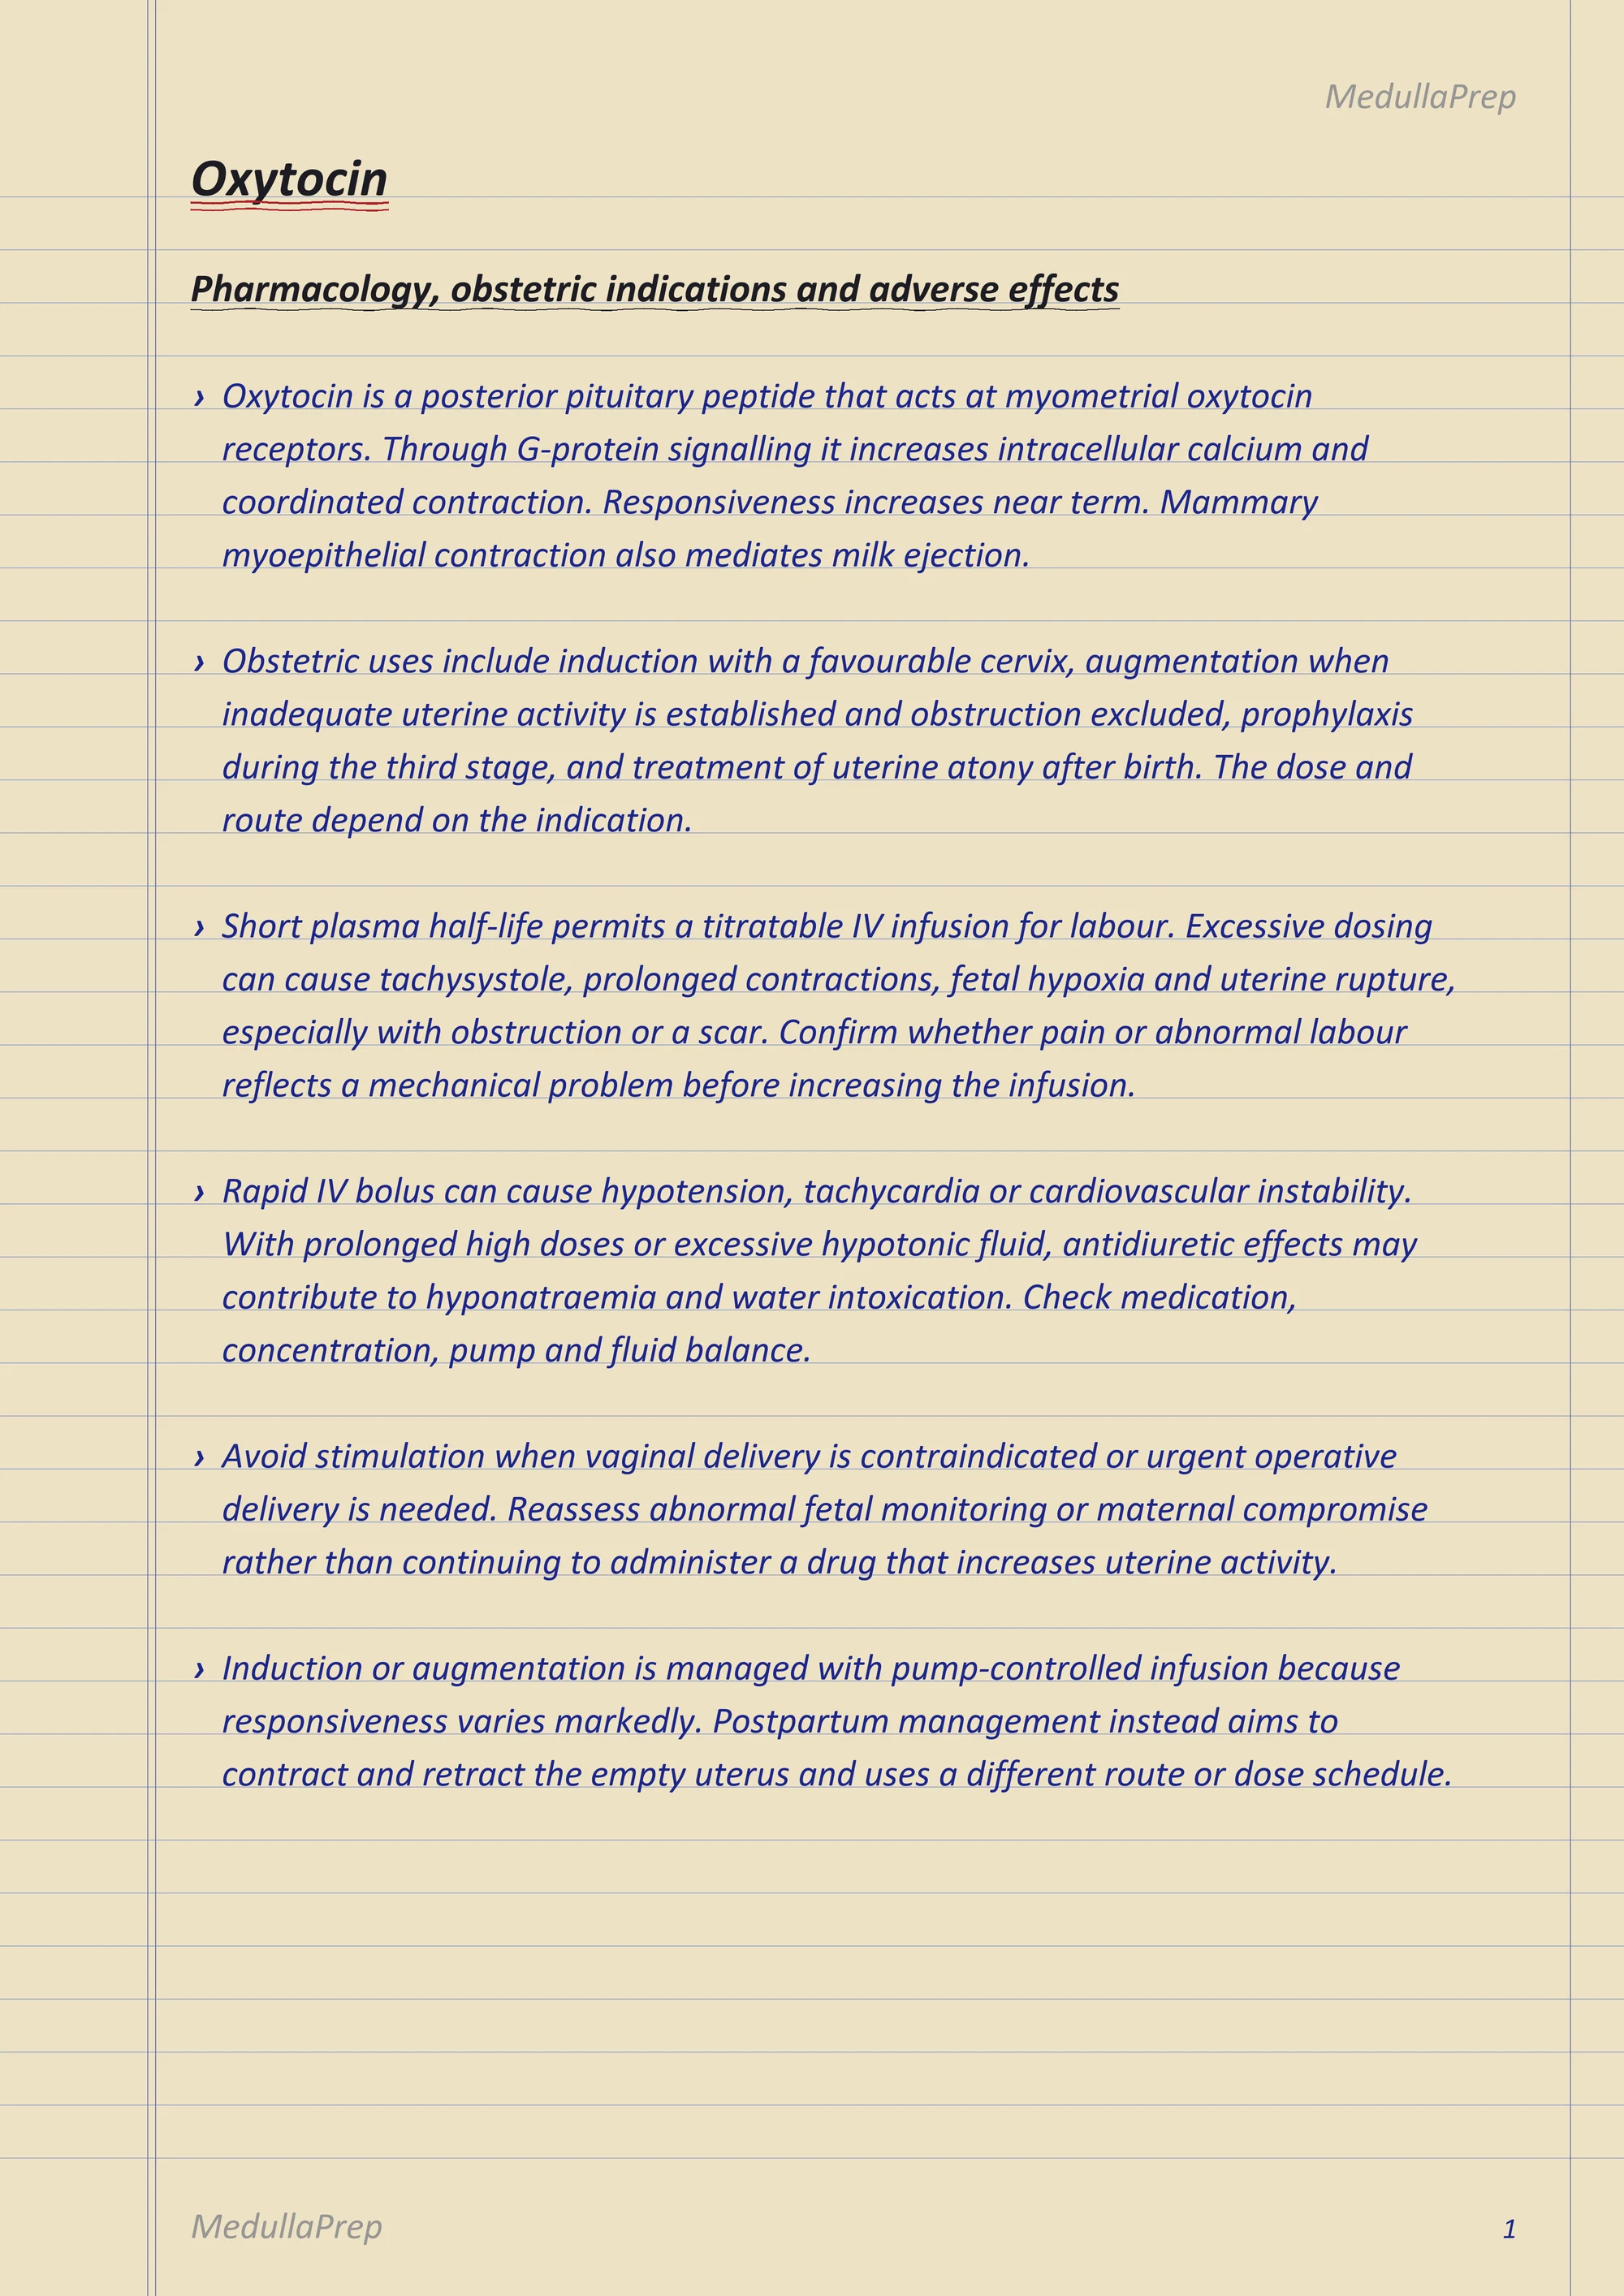 MedullaPrep
Oxytocin
Pharmacology, obstetric indications and adverse effects
› Oxytocin is a posterior pituitary peptide that acts at myometrial oxytocin
receptors. Through G-protein signalling it increases intracellular calcium and
coordinated contraction. Responsiveness increases near term. Mammary
myoepithelial contraction also mediates milk ejection.
› Obstetric uses include induction with a favourable cervix, augmentation when
inadequate uterine activity is established and obstruction excluded, prophylaxis
during the third stage, and treatment of uterine atony after birth. The dose and
route depend on the indication.
› Short plasma half-life permits a titratable IV infusion for labour. Excessive dosing
can cause tachysystole, prolonged contractions, fetal hypoxia and uterine rupture,
especially with obstruction or a scar. Confirm whether pain or abnormal labour
reflects a mechanical problem before increasing the infusion.
› Rapid IV bolus can cause hypotension, tachycardia or cardiovascular instability.
With prolonged high doses or excessive hypotonic fluid, antidiuretic effects may
contribute to hyponatraemia and water intoxication. Check medication,
concentration, pump and fluid balance.
› Avoid stimulation when vaginal delivery is contraindicated or urgent operative
delivery is needed. Reassess abnormal fetal monitoring or maternal compromise
rather than continuing to administer a drug that increases uterine activity.
› Induction or augmentation is managed with pump-controlled infusion because
responsiveness varies markedly. Postpartum management instead aims to
contract and retract the empty uterus and uses a different route or dose schedule.
MedullaPrep
1